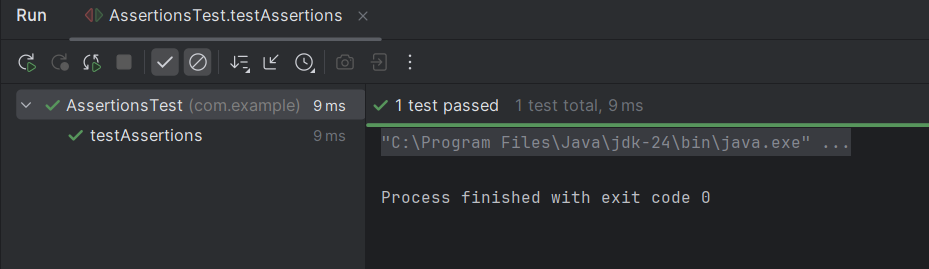 Run AssertionsTest.testAssertions
AssertionsTest (com.example) 9 ms
testAssertions 9 ms
1 test passed 1 test total, 9 ms
"C:\Program Files\Java\jdk-24\bin\java.exe" ...
Process finished with exit code 0